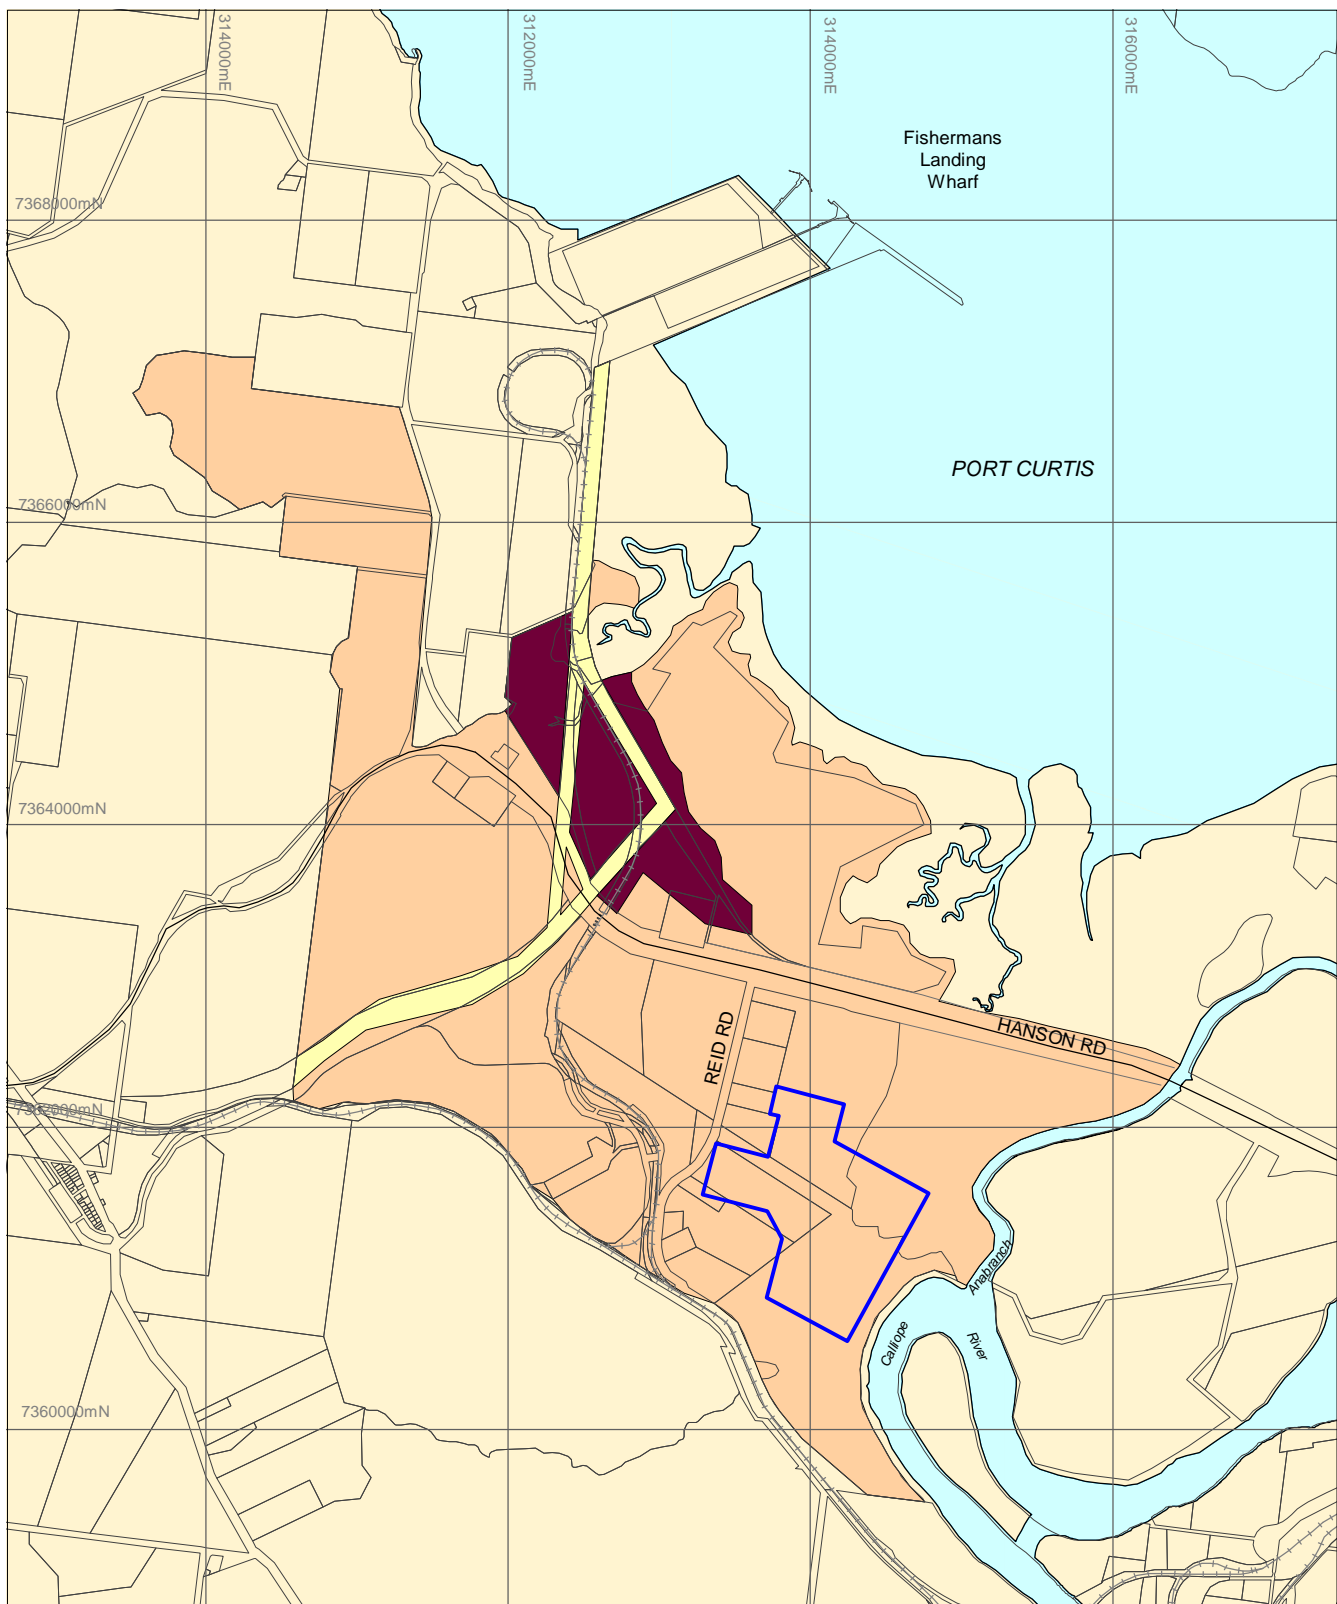 314000mE
312000mE
314000mE
316000mE
Fishermans
Landing
Wharf
7368000mN
PORT CURTIS
7366000mN
7364000mN
HANSON RD
REID RD
7362000mN
Anabranch
Calliope
River
7360000mN